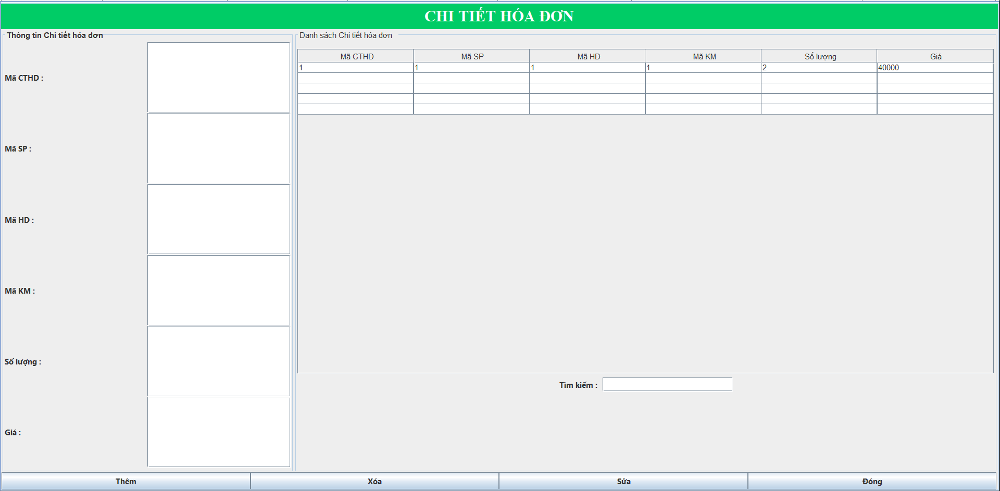 CHI TIẾT HÓA ĐƠN
Thông tin Chi tiết hóa đơn
Mã CTHD :
Mã SP :
Mã HD :
Mã KM :
Số lượng :
Giá :
Danh sách Chi tiết hóa đơn
Mã CTHD Mã SP Mã HD Mã KM Số lượng Giá
1 1 1 1 2 40000
Tìm kiếm :
Thêm Xóa Sửa Đóng